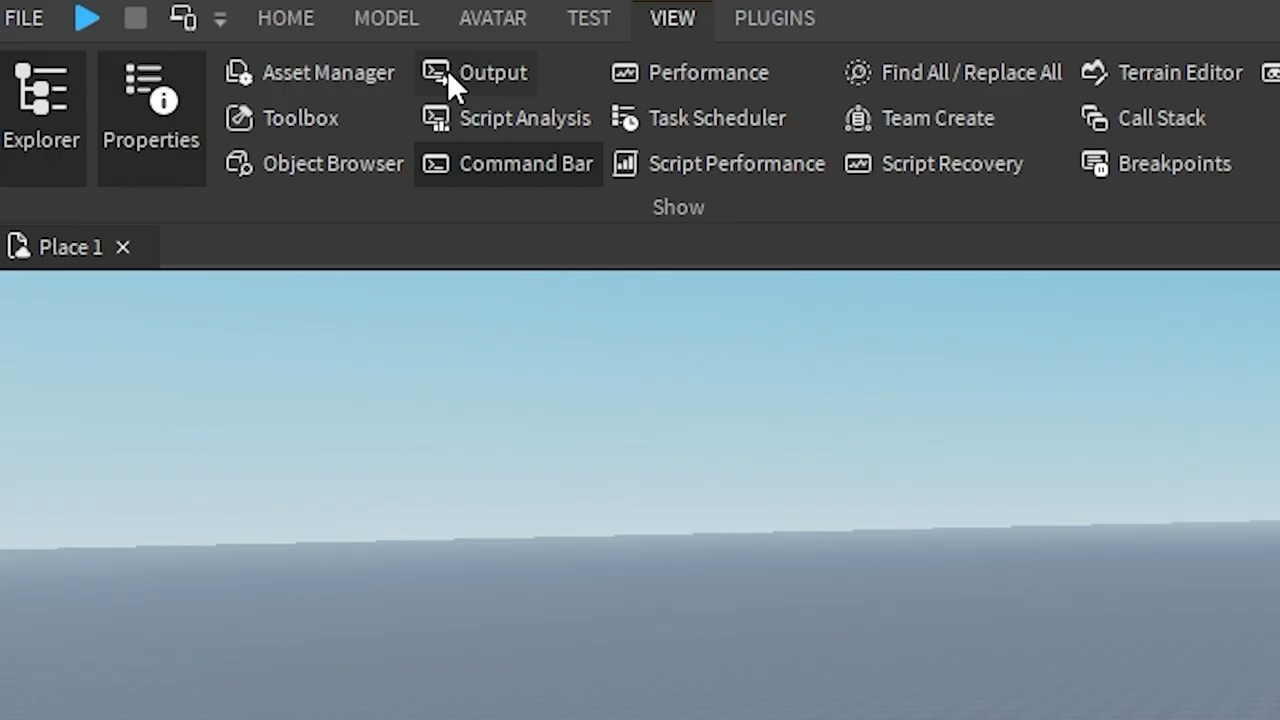 FILE HOME MODEL AVATAR TEST VIEW PLUGINS
Asset Manager Output Performance Find All / Replace All Terrain Editor
Toolbox Script Analysis Task Scheduler Team Create Call Stack
Explorer Properties Object Browser Command Bar Script Performance Script Recovery Breakpoints
Show
Place 1